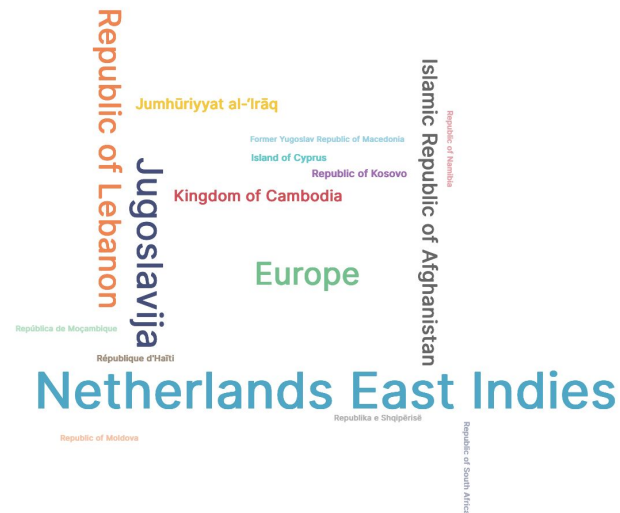 Republic of Lebanon
Jumhūriyyat al-‘Irāq
Islamic Republic of Afghanistan
Republic of Namibia
Former Yugoslav Republic of Macedonia
Island of Cyprus
Jugoslavija
Republic of Kosovo
Kingdom of Cambodia
Europe
República de Moçambique
République d'Haïti
Netherlands East Indies
Republika e Shqipërisë
Republic of Moldova
Republic of South Africa